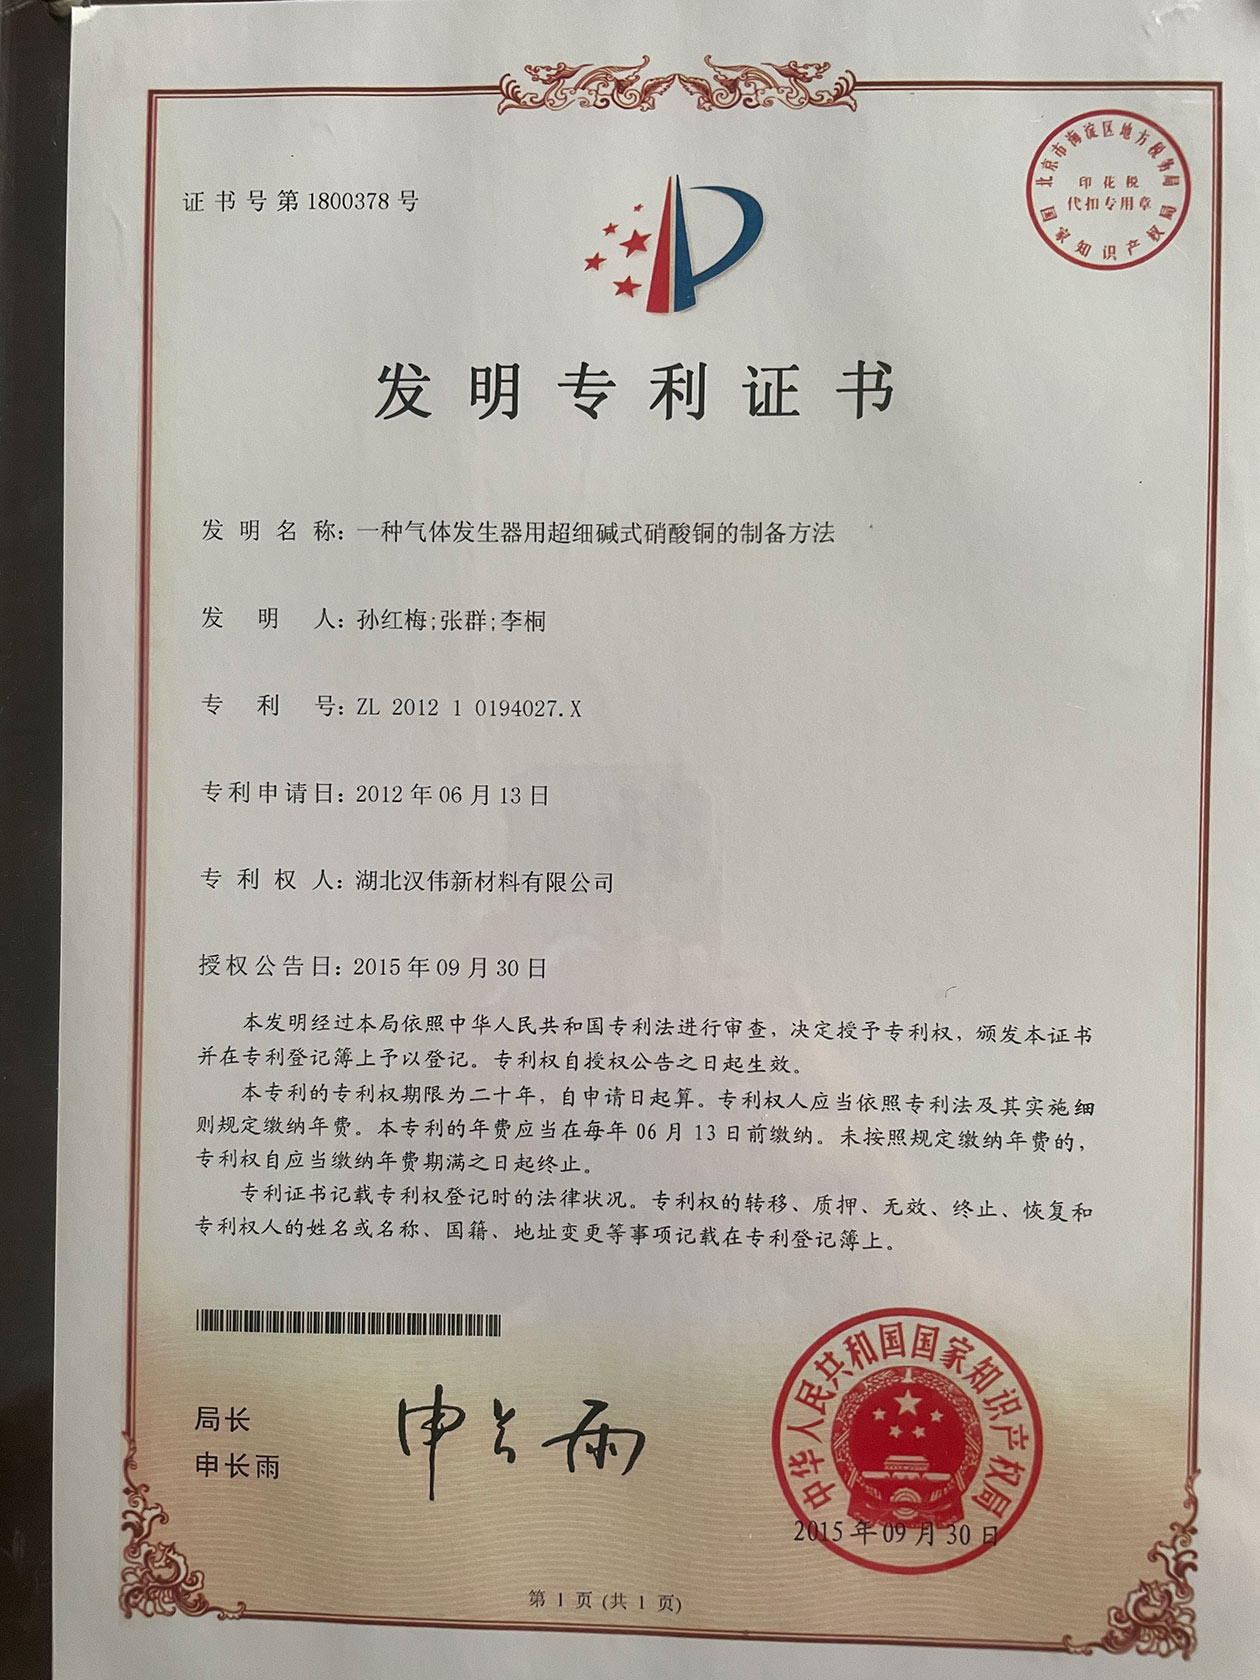 证书号第1800378号
北京市海淀区地方税务局
印花税
代扣专用章
国家知识产权局
发明专利证书
发明名称：一种气体发生器用超细碱式硝酸铜的制备方法
发明人：孙红梅;张群;李桐
专利号：ZL 2012 1 0194027.X
专利申请日：2012年06月13日
专利权人：湖北汉伟新材料有限公司
授权公告日：2015年09月30日
本发明经过本局依照中华人民共和国专利法进行审查，决定授予专利权，颁发本证书
并在专利登记簿上予以登记。专利权自授权公告之日起生效。
本专利的专利权期限为二十年，自申请日起算。专利权人应当依照专利法及其实施细
则规定缴纳年费。本专利的年费应当在每年06月13日前缴纳。未按照规定缴纳年费的，
专利权自应当缴纳年费期满之日起终止。
专利证书记载专利权登记时的法律状况。专利权的转移、质押、无效、终止、恢复和
专利权人的姓名或名称、国籍、地址变更等事项记载在专利登记簿上。
局长
申长雨
申长雨
中华人民共和国国家知识产权局
2015年09月30日
第1页(共1页)